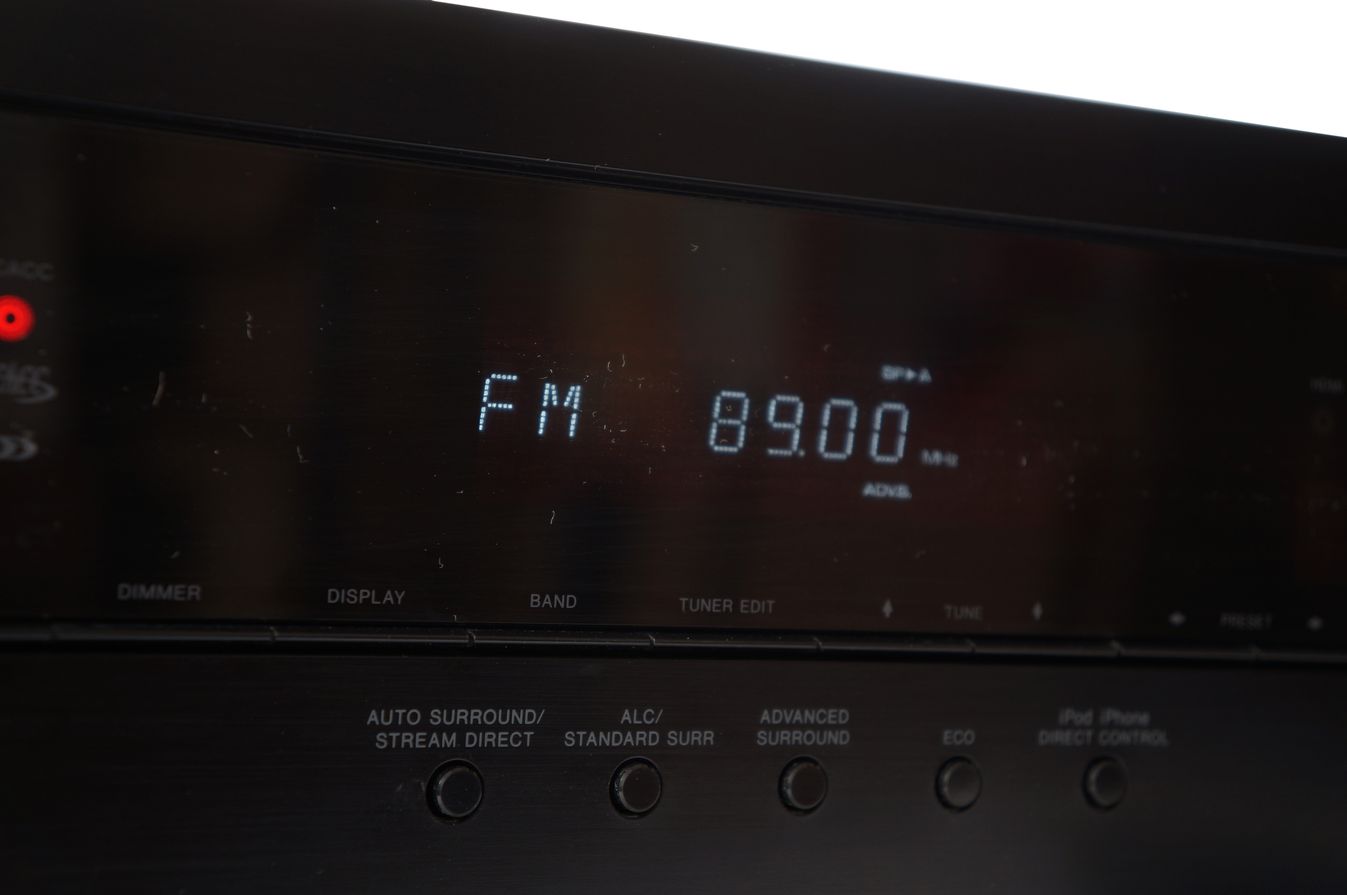 SP▶A
FM 89.00 MHz
ADV.S.
DIMMER DISPLAY BAND TUNER EDIT TUNE PRESET
AUTO SURROUND/
STREAM DIRECT
ALC/
STANDARD SURR
ADVANCED
SURROUND
ECO
iPod iPhone
DIRECT CONTROL